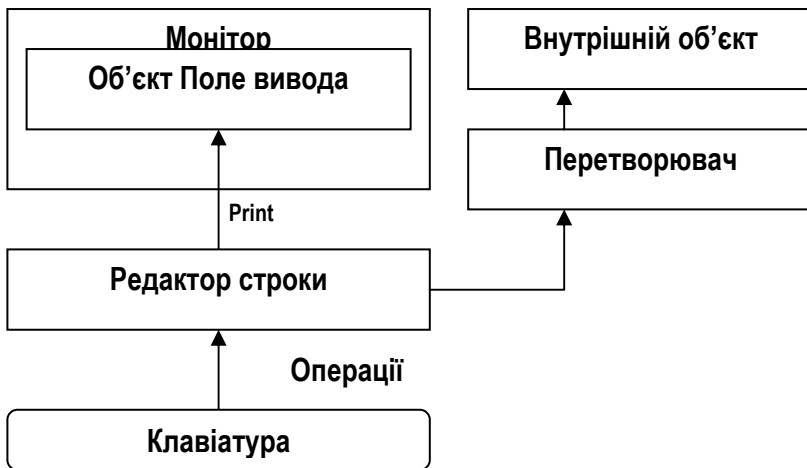 Монітор
Об’єкт Поле вивода
Print
Редактор строки
Операції
Клавіатура
Внутрішній об’єкт
Перетворювач